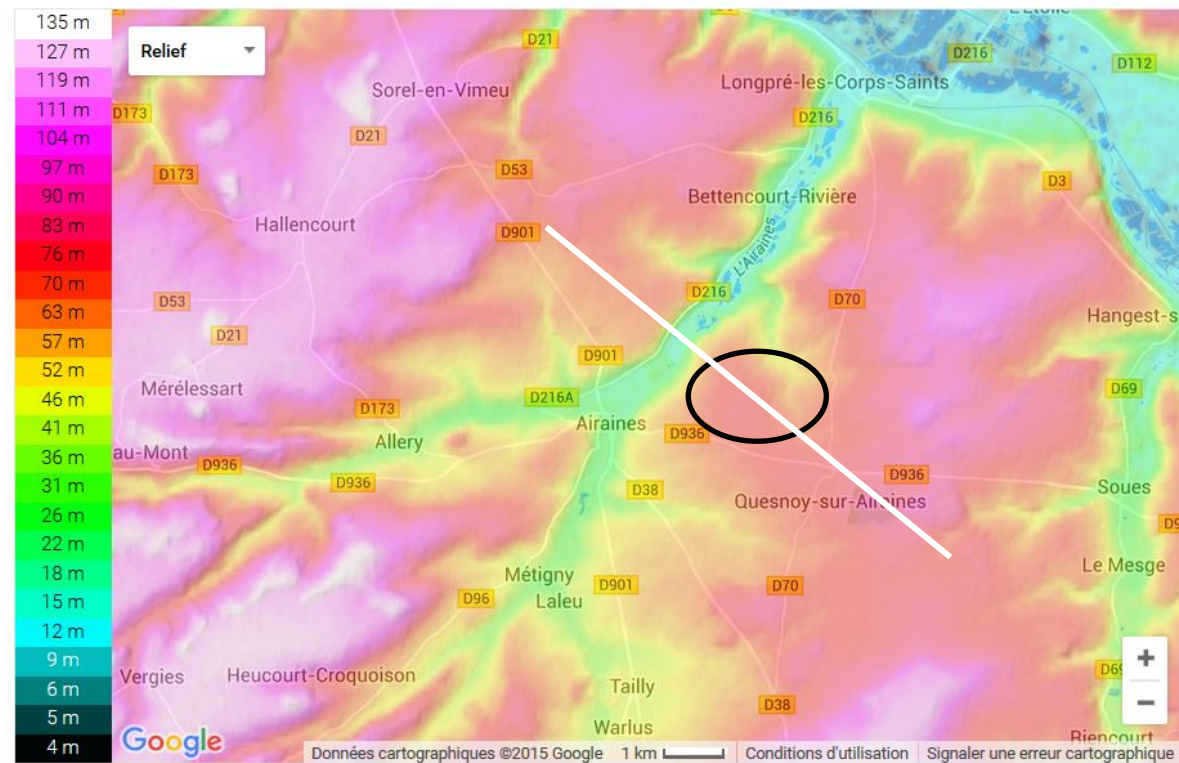 135 m
127 m
119 m
111 m
104 m
97 m
90 m
83 m
76 m
70 m
63 m
57 m
52 m
46 m
41 m
36 m
31 m
26 m
22 m
18 m
15 m
12 m
9 m
6 m
5 m
4 m
Relief
D21
L'Étoile
D216
D112
Sorel-en-Vimeu
Longpré-les-Corps-Saints
D173
D21
D216
D173
D53
D3
Bettencourt-Rivière
Hallencourt
D901
L'Airaines
D53
D216
D70
Hangest-s
D21
D901
Mérélessart
D216A
D69
D173
Airaines
D936
Allery
au-Mont
D936
D936
D936
D38
Quesnoy-sur-Airaines
Soues
D9
Le Mesge
Métigny
D96
Laleu
D901
D70
Vergies
Heucourt-Croquoison
D69
Tailly
D38
Warlus
Riencourt
+
−
Google
Données cartographiques ©2015 Google
1 km
Conditions d'utilisation
Signaler une erreur cartographique